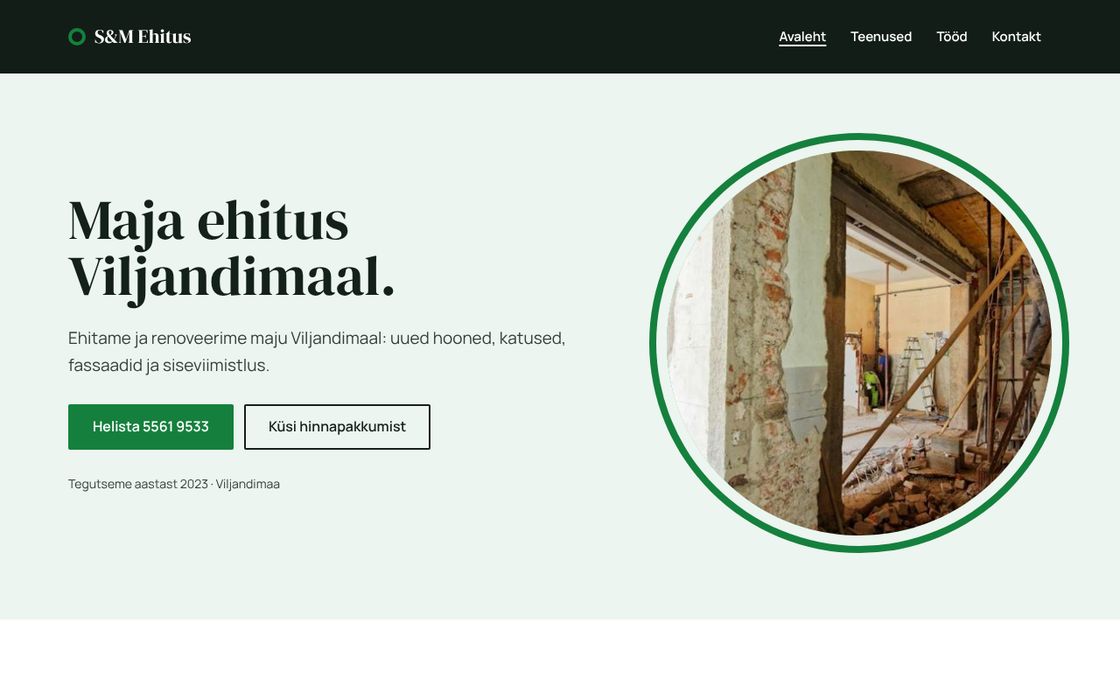 S&M Ehitus
Avaleht Teenused Tööd Kontakt
Maja ehitus
Viljandimaal.
Ehitame ja renoveerime maju Viljandimaal: uued hooned, katused,
fassaadid ja siseviimistlus.
Helista 5561 9533
Küsi hinnapakkumist
Tegutseme aastast 2023 · Viljandimaa